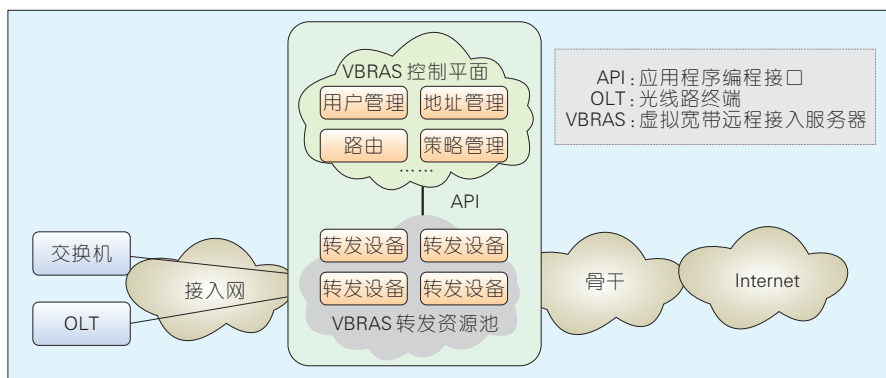 VBRAS 控制平面
用户管理
地址管理
路由
策略管理
……
API
API：应用程序编程接口
OLT：光线路终端
VBRAS：虚拟宽带远程接入服务器
交换机
OLT
接入网
转发设备
转发设备
转发设备
转发设备
VBRAS 转发资源池
骨干
Internet